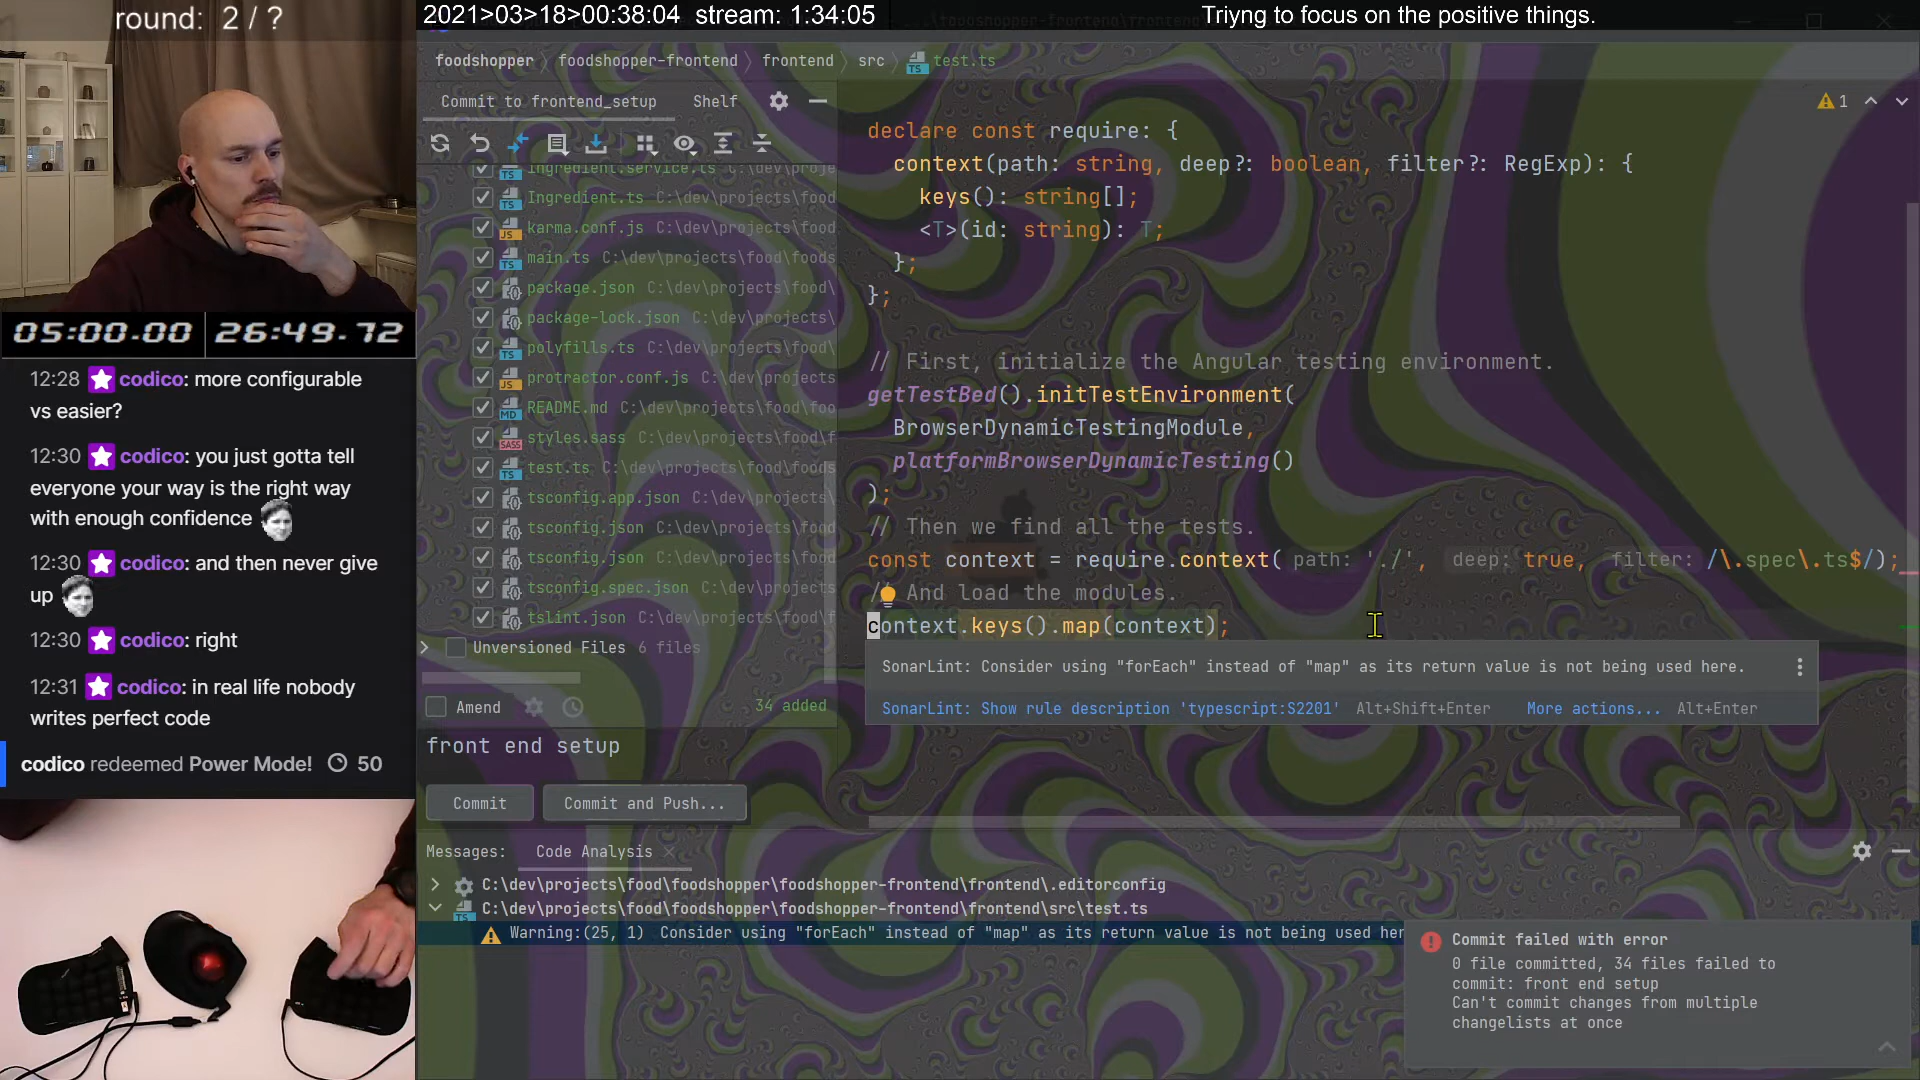 round: 2 / ?
2021>03>18>00:38:04 stream: 1:34:05
Triyng to focus on the positive things.
foodshopper
foodshopper-frontend
frontend
src
test.ts
Commit to frontend_setup
Shelf
Ingredient.service.ts C:\dev\proje
Ingredient.ts C:\dev\projects\food
karma.conf.js C:\dev\projects\food
main.ts C:\dev\projects\food\foods
package.json C:\dev\projects\food\
package-lock.json C:\dev\projects\
polyfills.ts C:\dev\projects\food\
protractor.conf.js C:\dev\projects
README.md C:\dev\projects\food\foo
styles.sass C:\dev\projects\food\f
test.ts C:\dev\projects\food\foods
tsconfig.app.json C:\dev\projects\
tsconfig.json C:\dev\projects\food
tsconfig.json C:\dev\projects\food
tsconfig.spec.json C:\dev\projects
tslint.json C:\dev\projects\food\f
Unversioned Files 6 files
Amend
34 added
front end setup
Commit
Commit and Push...
1
declare const require: {
context(path: string, deep?: boolean, filter?: RegExp): {
keys(): string[];
<T>(id: string): T;
};
};
// First, initialize the Angular testing environment.
getTestBed().initTestEnvironment(
BrowserDynamicTestingModule,
platformBrowserDynamicTesting()
);
// Then we find all the tests.
const context = require.context( path: './', deep: true, filter: /\.spec\.ts$/);
/ And load the modules.
context.keys().map(context);
SonarLint: Consider using "forEach" instead of "map" as its return value is not being used here.
SonarLint: Show rule description 'typescript:S2201' Alt+Shift+Enter More actions... Alt+Enter
05:00.00
26:49.72
12:28 codico: more configurable
vs easier?
12:30 codico: you just gotta tell
everyone your way is the right way
with enough confidence
12:30 codico: and then never give
up
12:30 codico: right
12:31 codico: in real life nobody
writes perfect code
codico redeemed Power Mode! 50
Messages: Code Analysis
C:\dev\projects\food\foodshopper\foodshopper-frontend\frontend\.editorconfig
C:\dev\projects\food\foodshopper\foodshopper-frontend\frontend\src\test.ts
Warning:(25, 1) Consider using "forEach" instead of "map" as its return value is not being used her
Commit failed with error
0 file committed, 34 files failed to
commit: front end setup
Can't commit changes from multiple
changelists at once